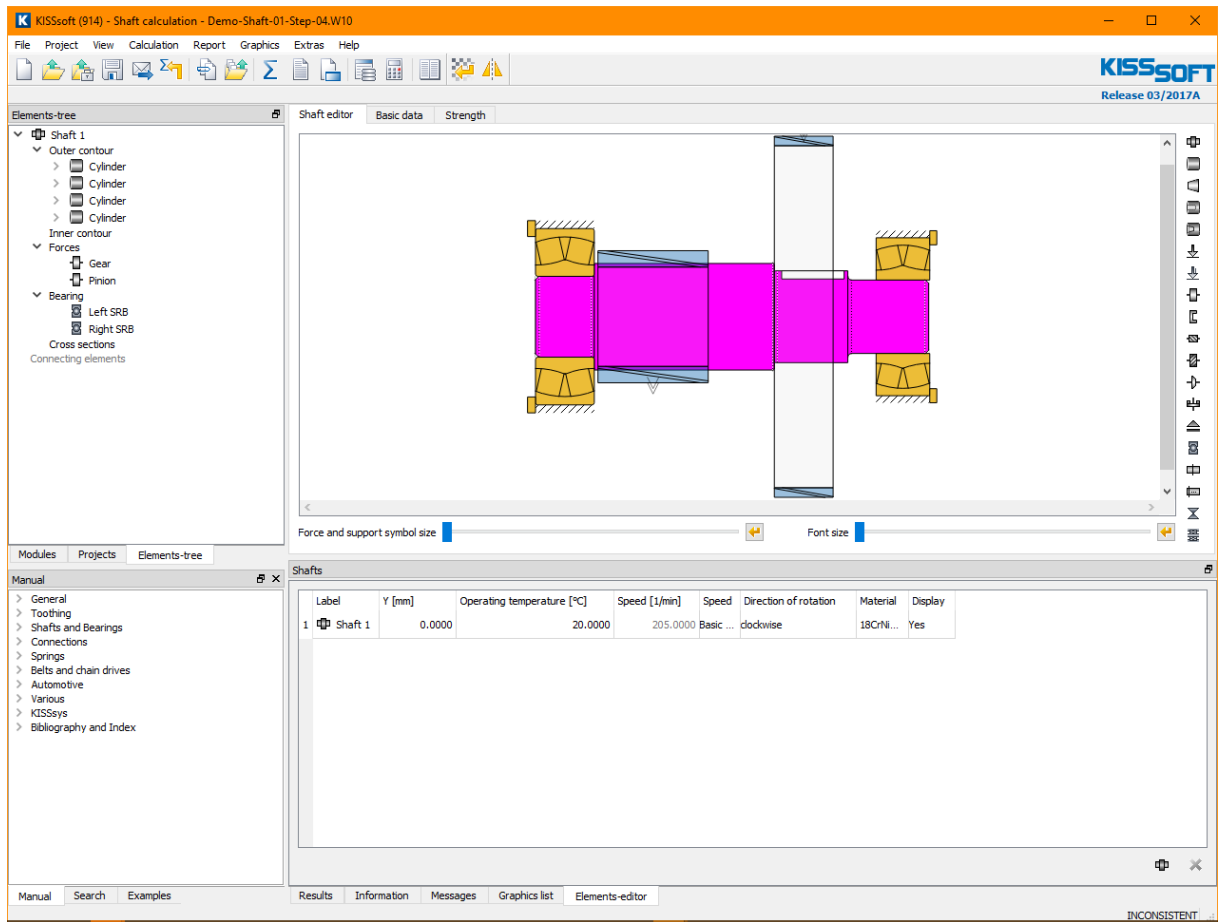 KISSsoft (914) - Shaft calculation - Demo-Shaft-01-Step-04.W10
File Project View Calculation Report Graphics Extras Help
KISSSOFT
Release 03/2017A
Elements-tree
Shaft 1
Outer contour
Cylinder
Cylinder
Cylinder
Cylinder
Inner contour
Forces
Gear
Pinion
Bearing
Left SRB
Right SRB
Cross sections
Connecting elements
Modules Projects Elements-tree
Shaft editor Basic data Strength
Force and support symbol size Font size
Manual
General
Toothing
Shafts and Bearings
Connections
Springs
Belts and chain drives
Automotive
Various
KISSsys
Bibliography and Index
Manual Search Examples
Shafts
Label Y [mm] Operating temperature [°C] Speed [1/min] Speed Direction of rotation Material Display
1 Shaft 1 0.0000 20.0000 205.0000 Basic ... clockwise 18CrNi... Yes
Results Information Messages Graphics list Elements-editor
INCONSISTENT